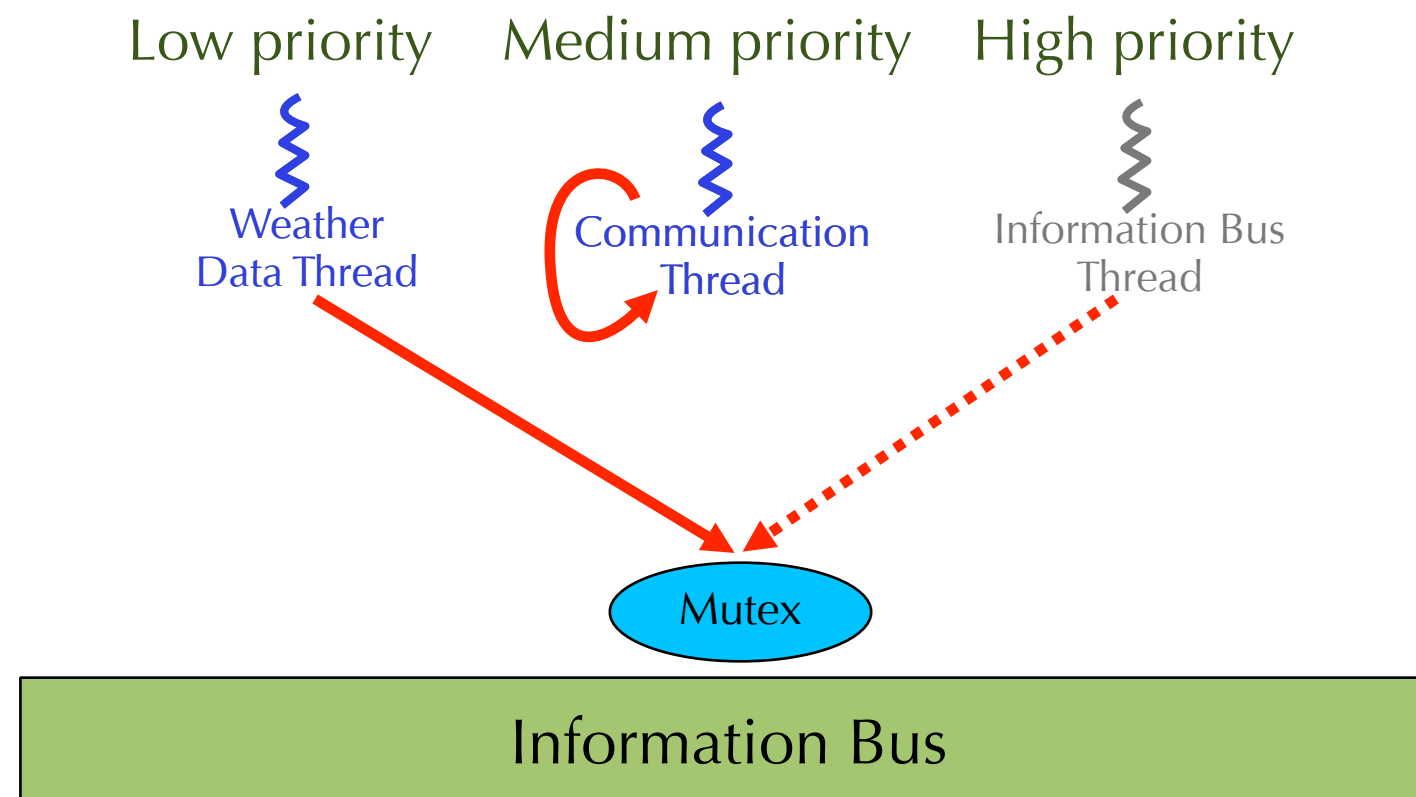 Low priority
Medium priority
High priority
Weather
Data Thread
Communication
Thread
Information Bus
Thread
Mutex
Information Bus